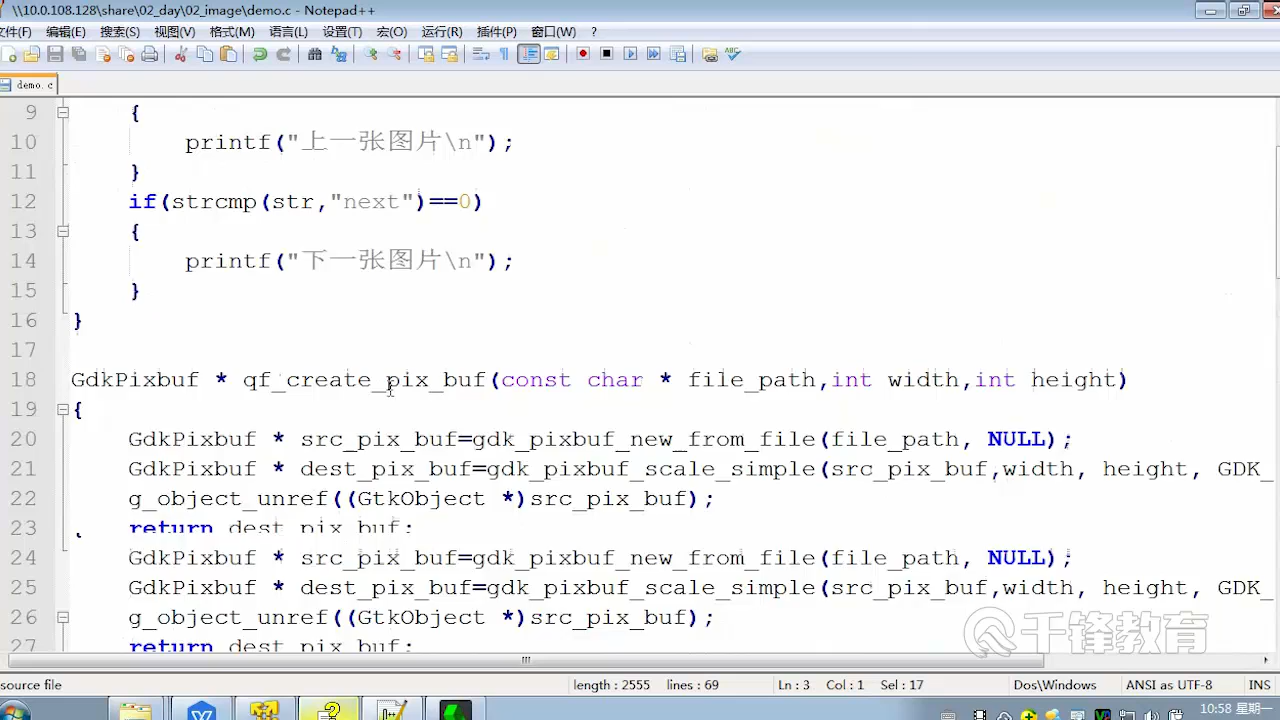 \\10.0.108.128\share\02_day\02_image\demo.c - Notepad++
文件(F) 编辑(E) 搜索(S) 视图(V) 格式(M) 语言(L) 设置(T) 宏(O) 运行(R) 插件(P) 窗口(W) ?
demo.c
9 {
10 printf("上一张图片\n");
11 }
12 if(strcmp(str,"next")==0)
13 {
14 printf("下一张图片\n");
15 }
16 }
17
18 GdkPixbuf * qf_create_pix_buf(const char * file_path,int width,int height)
19 {
20 GdkPixbuf * src_pix_buf=gdk_pixbuf_new_from_file(file_path, NULL);
21 GdkPixbuf * dest_pix_buf=gdk_pixbuf_scale_simple(src_pix_buf,width, height, GDK_
22 g_object_unref((GtkObject *)src_pix_buf);
23 return dest_pix_buf;
24 GdkPixbuf * src_pix_buf=gdk_pixbuf_new_from_file(file_path, NULL);
25 GdkPixbuf * dest_pix_buf=gdk_pixbuf_scale_simple(src_pix_buf,width, height, GDK_
26 g_object_unref((GtkObject *)src_pix_buf);
27 return dest_pix_buf;
千锋教育
source file length : 2555 lines : 69 Ln : 3 Col : 1 Sel : 17 Dos\Windows ANSI as UTF-8 INS
10:58 星期一